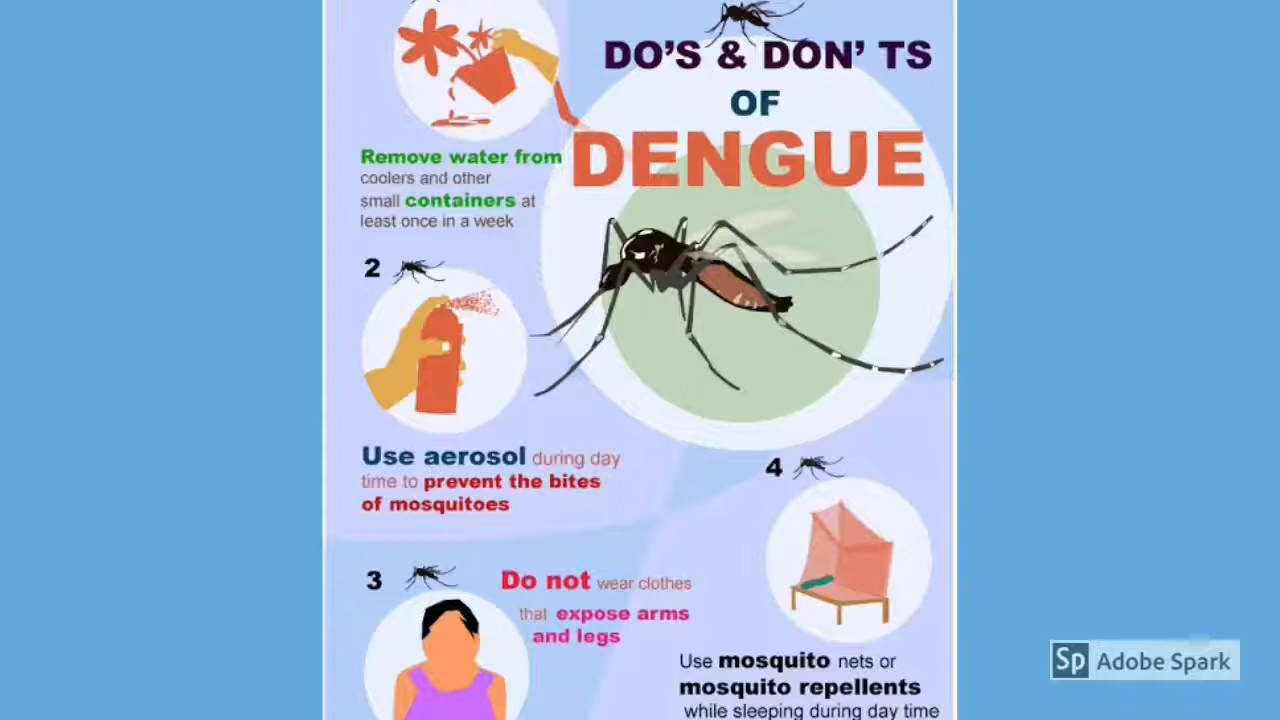 DO'S & DON' TS
OF
DENGUE
Remove water from
coolers and other
small containers at
least once in a week
2
Use aerosol during day
time to prevent the bites
of mosquitoes
3
Do not wear clothes
that expose arms
and legs
4
Use mosquito nets or
mosquito repellents
while sleeping during day time
Sp Adobe Spark